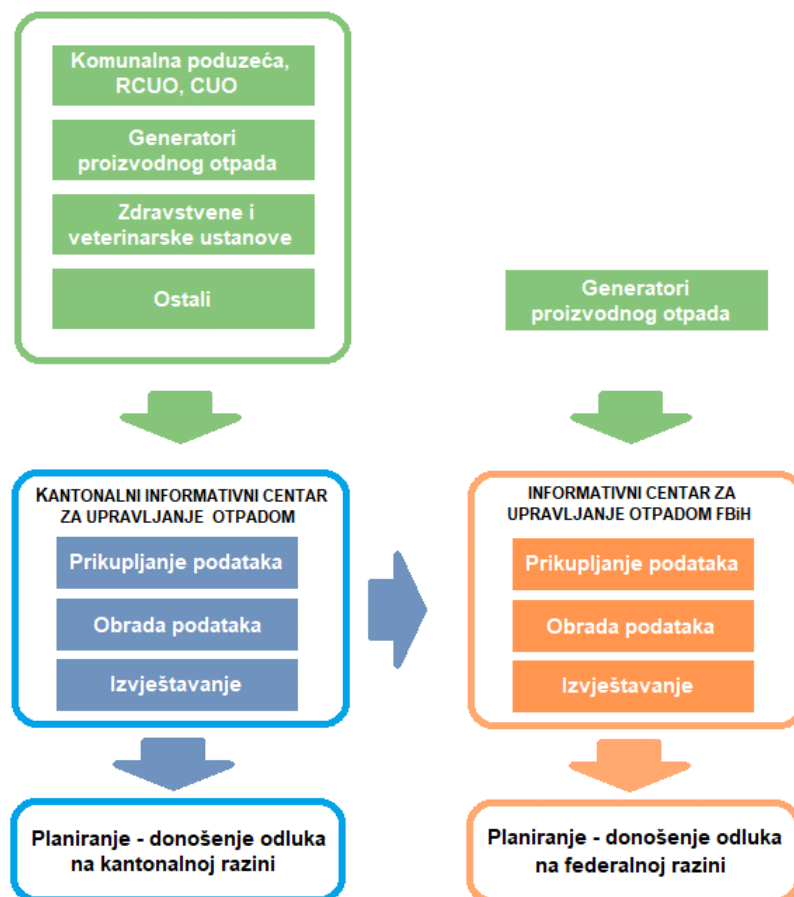 Komunalna poduzeća,
RCUO, CUO
Generatori
proizvodnog otpada
Zdravstvene i
veterinarske ustanove
Ostali
Generatori
proizvodnog otpada
KANTONALNI INFORMATIVNI CENTAR
ZA UPRAVLJANJE OTPADOM
Prikupljanje podataka
Obrada podataka
Izvještavanje
INFORMATIVNI CENTAR ZA
UPRAVLJANJE OTPADOM FBiH
Prikupljanje podataka
Obrada podataka
Izvještavanje
Planiranje - donošenje odluka
na kantonalnoj razini
Planiranje - donošenje odluka
na federalnoj razini